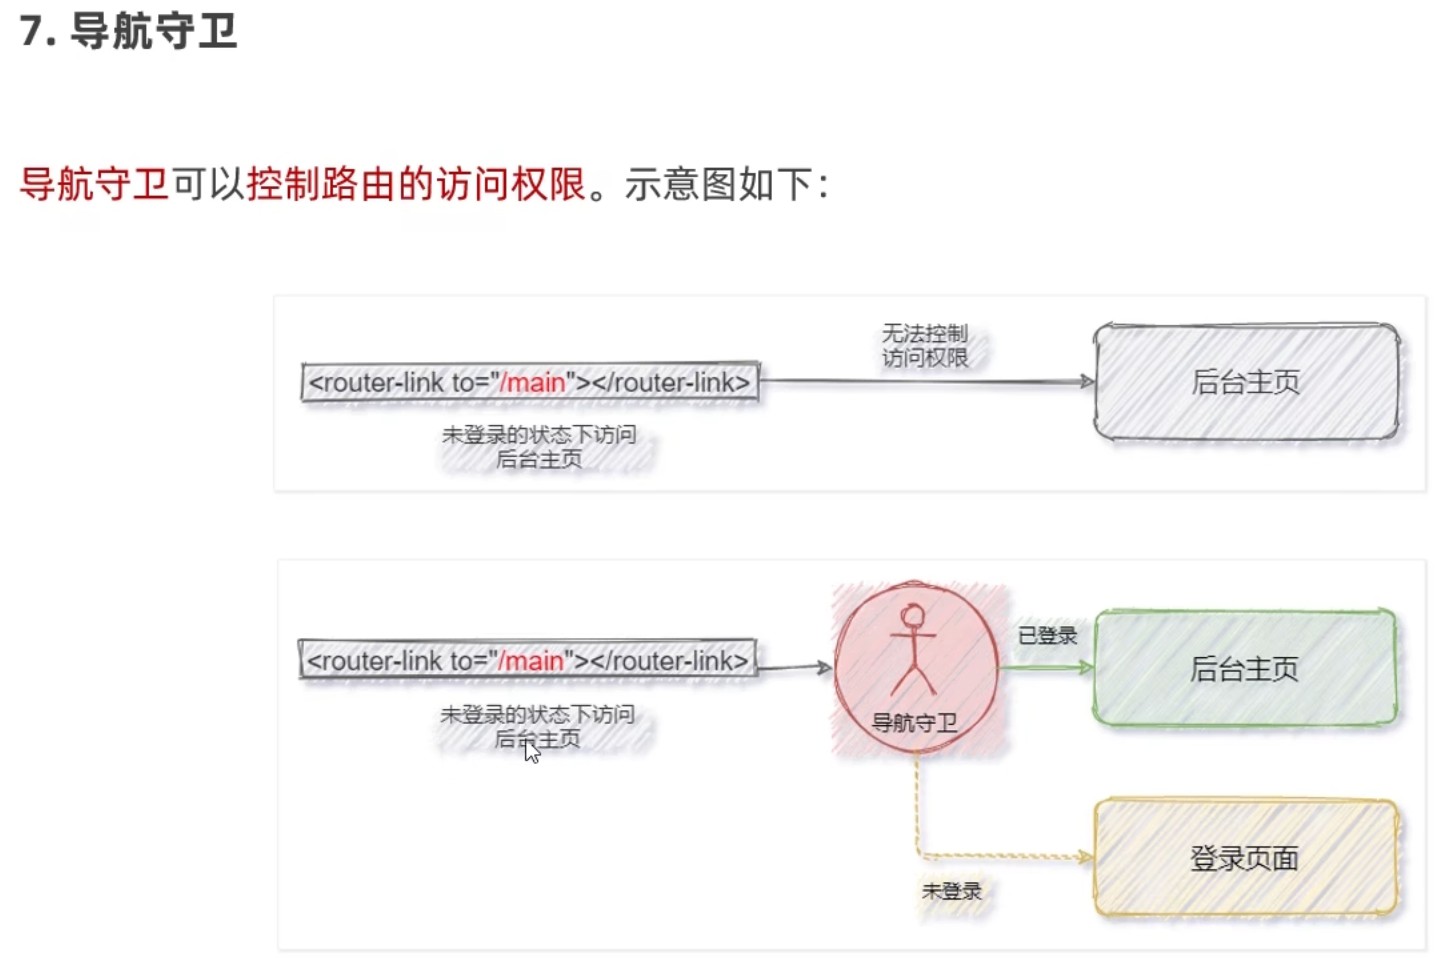 7. 导航守卫
导航守卫可以控制路由的访问权限。示意图如下：
无法控制
访问权限
<router-link to="/main"></router-link>
后台主页
未登录的状态下访问
后台主页
<router-link to="/main"></router-link>
未登录的状态下访问
后台主页
导航守卫
已登录
后台主页
未登录
登录页面